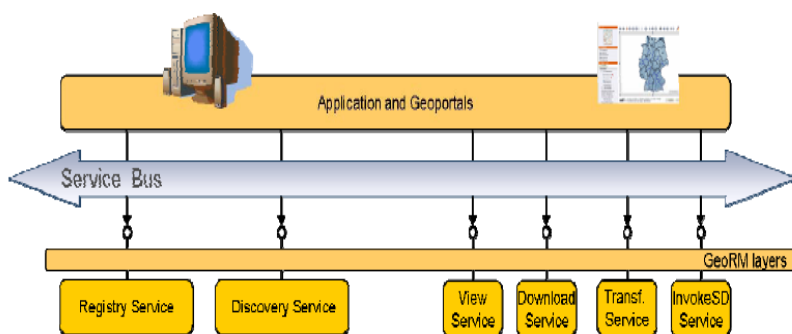 Application and Geoportals
Service Bus
GeoRM layers
Registry Service
Discovery Service
View
Service
Download
Service
Transf.
Service
InvokeSD
Service